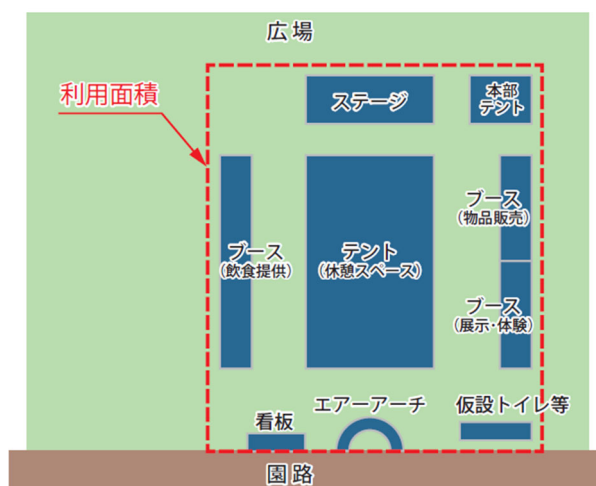 広場
利用面積
ステージ
本部
テント
ブース
(物品販売)
ブース
(飲食提供)
テント
(休憩スペース)
ブース
(展示・体験)
看板
エアーアーチ
仮設トイレ等
園路